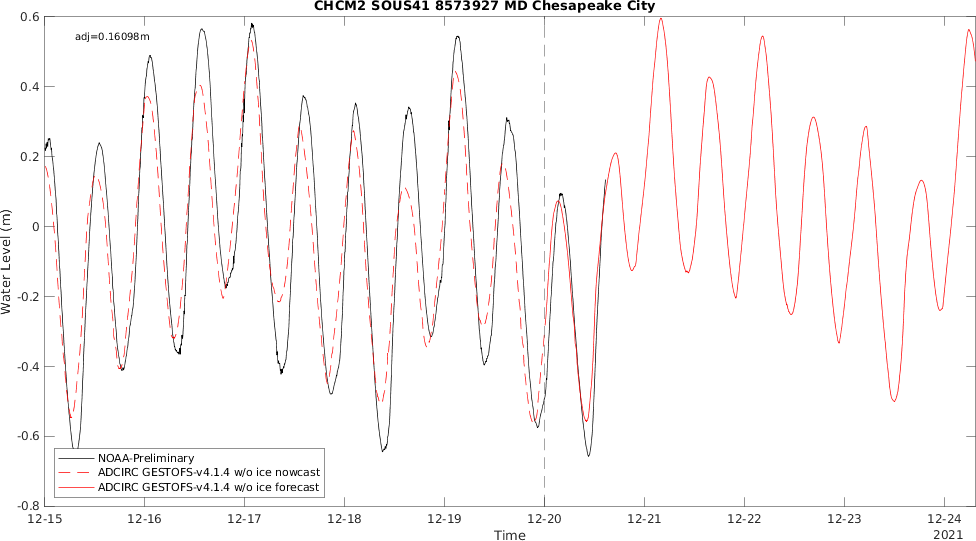 CHCM2 SOUS41 8573927 MD Chesapeake City
adj=0.16098m
0.6
0.4
0.2
0
-0.2
-0.4
-0.6
-0.8
Water Level (m)
NOAA-Preliminary
ADCIRC GESTOFS-v4.1.4 w/o ice nowcast
ADCIRC GESTOFS-v4.1.4 w/o ice forecast
12-15 12-16 12-17 12-18 12-19 12-20 12-21 12-22 12-23 12-24
2021
Time